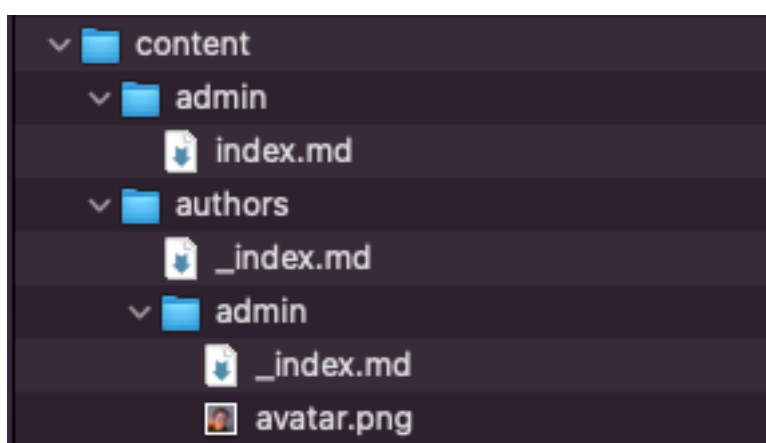 content
admin
index.md
authors
_index.md
admin
_index.md
avatar.png